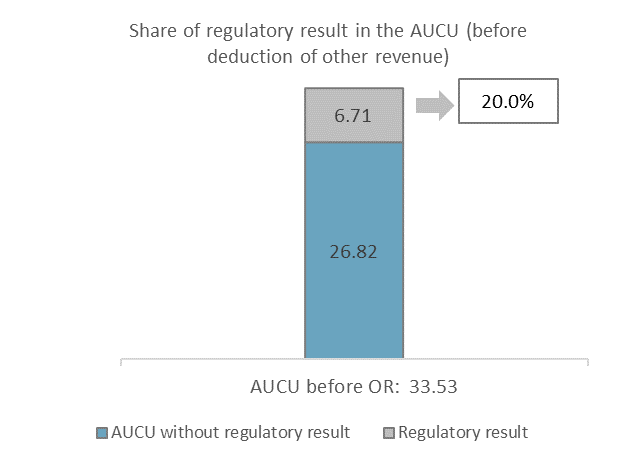 Share of regulatory result in the AUCU (before
deduction of other revenue)
6.71
20.0%
26.82
AUCU before OR: 33.53
AUCU without regulatory result
Regulatory result